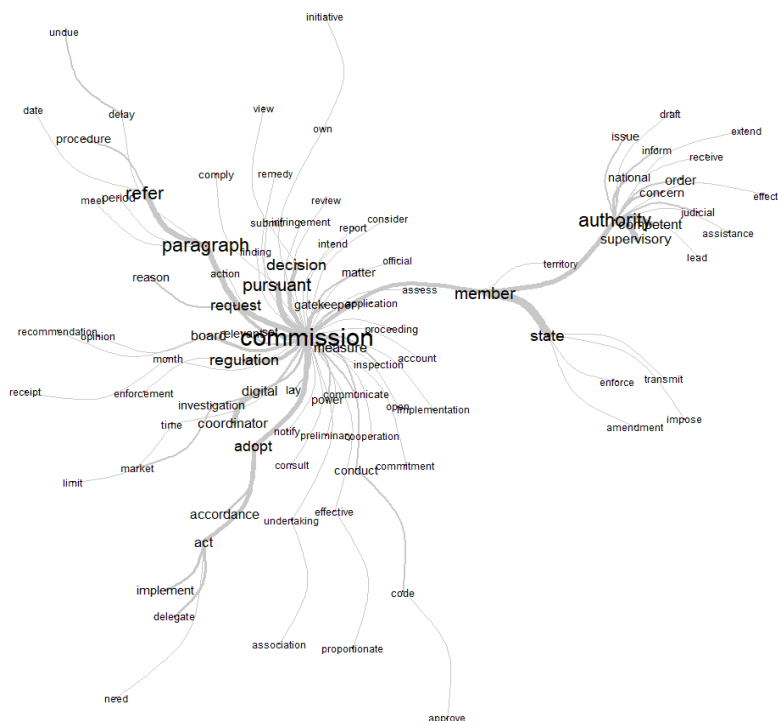 initiative
undue
view
date
delay
draft
own
issue
extend
procedure
inform
receive
comply
remedy
national
order
refer
concern
effect
meet
period
review
judicial
submit
infringement
report
consider
authority
competent
assistance
paragraph
intend
supervisory
finding
lead
decision
official
territory
reason
action
matter
pursuant
assess
member
request
gatekeeper
application
recommendation
opinion
board
relevant
set
commission
proceeding
state
measure
month
regulation
inspection
account
enforce
transmit
receipt
enforcement
digital
lay
communicate
investigation
power
open
implementation
impose
time
coordinator
amendment
notify
preliminary
cooperation
adopt
market
consult
conduct
commitment
limit
accordance
undertaking
effective
act
implement
code
delegate
association
proportionate
need
approve